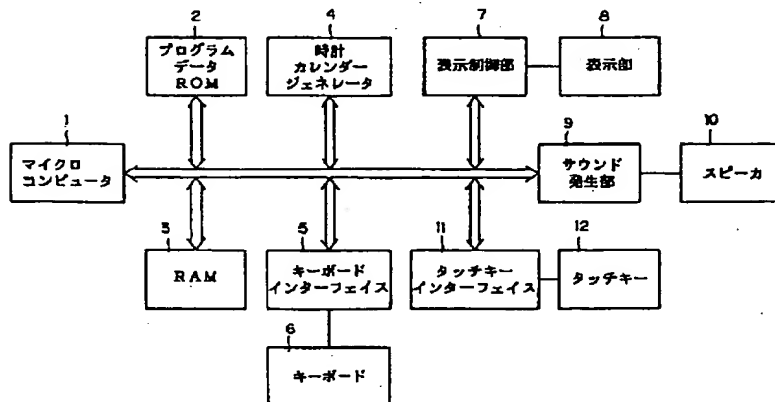 2
プログラム
データ
ROM
4
時計
カレンダー
ジェネレータ
7
表示制御部
8
表示部
1
マイクロ
コンピュータ
9
サウンド
発生部
10
スピーカ
3
RAM
5
キーボード
インターフェイス
11
タッチキー
インターフェイス
12
タッチキー
6
キーボード